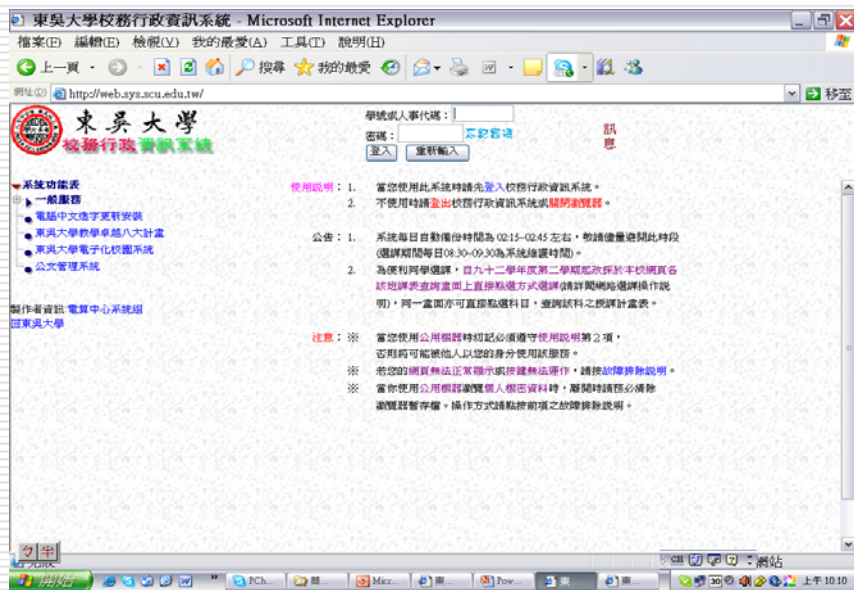 東吳大學校務行政資訊系統 - Microsoft Internet Explorer
檔案(F) 編輯(E) 檢視(V) 我的最愛(A) 工具(T) 說明(H)
上一頁 搜尋 我的最愛
網址(D) http://web.sys.scu.edu.tw/ 移至
東吳大學
校務行政資訊系統
學號或人事代碼：
密碼： 忘記密碼
登入 重新輸入
訊息
系統功能表
一般服務
電腦中文造字更新安裝
東吳大學教學卓越八大計畫
東吳大學電子化校園系統
公文管理系統
製作者資訊:電算中心系統組
回東吳大學
使用說明： 1. 當您使用此系統時請先登入校務行政資訊系統。
2. 不使用時請登出校務行政資訊系統或關閉瀏覽器。
公告： 1. 系統每日自動備份時間為 02:15--02:45 左右，敬請儘量避開此時段
(選課期間每日08:30~09:30為系統維護時間)。
2. 為便利同學選課，自九十二學年度第二學期起改採於本校網頁各
該班課表查詢畫面上直接點選方式選課(請詳閱網路選課操作說
明)，同一畫面亦可直接點選科目，查詢該科之授課計畫表。
注意： ※ 當您使用公用機器時切記必須遵守使用說明第 2 項，
否則將可能被他人以您的身分使用該服務。
※ 若您的網頁無法正常顯示或按鍵無法運作，請按故障排除說明。
※ 當你使用公用機器瀏覽個人機密資料時，離開時請務必清除
瀏覽器暫存檔。操作方式請點按前項之故障排除說明。
ㄅ 半
完成
CH
網站
開始
PCh...
簡...
Micr...
東...
Pow...
東...
東...
30
上午 10:10